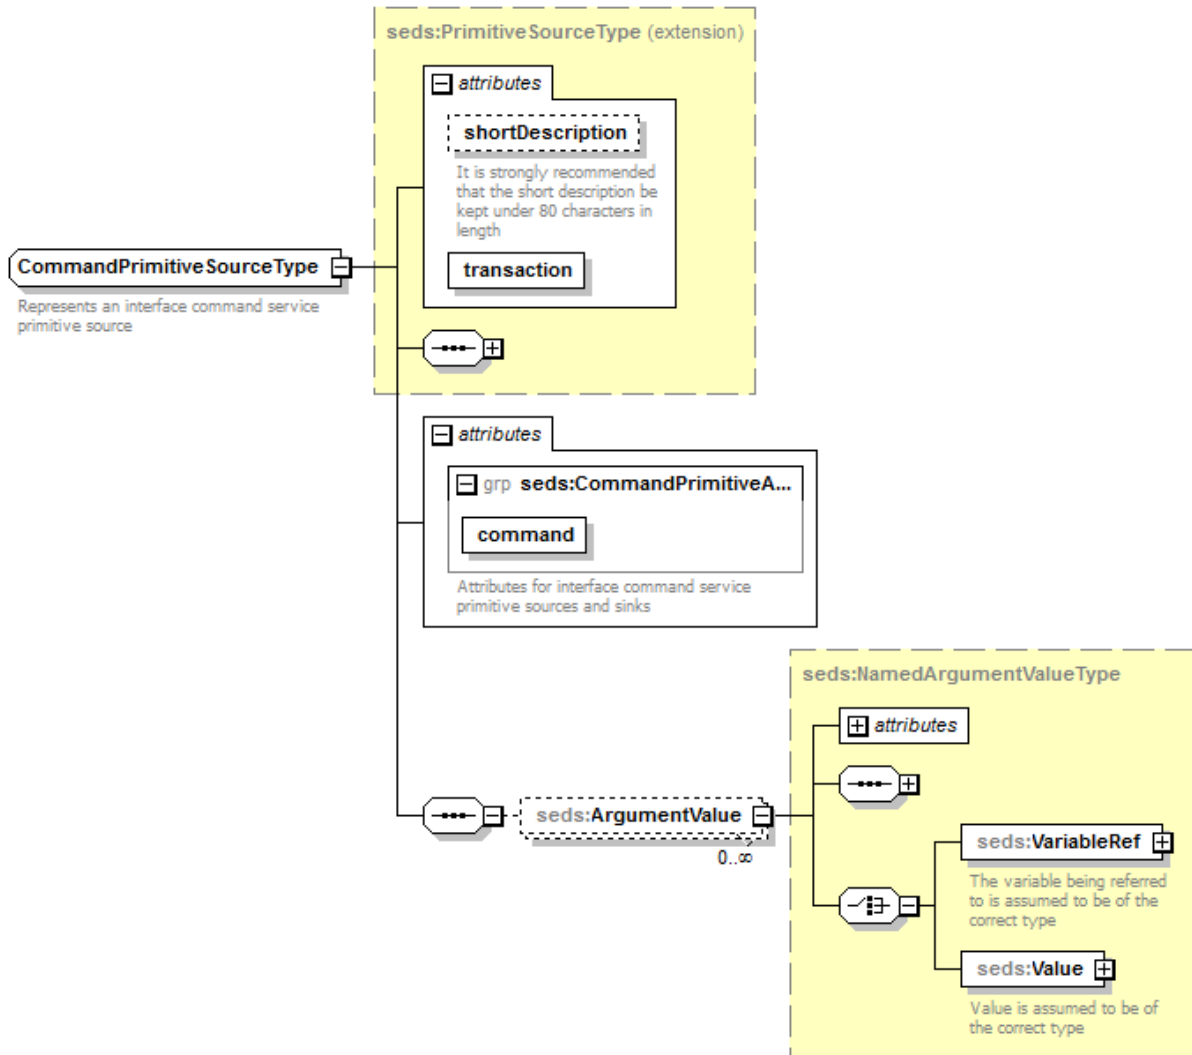 seds:PrimitiveSourceType (extension)
attributes
shortDescription
It is strongly recommended
that the short description be
kept under 80 characters in
length
transaction
CommandPrimitiveSourceType
Represents an interface command service
primitive source
attributes
grp seds:CommandPrimitiveA...
command
Attributes for interface command service
primitive sources and sinks
seds:NamedArgumentValueType
attributes
seds:ArgumentValue
0..∞
seds:VariableRef
The variable being referred
to is assumed to be of the
correct type
seds:Value
Value is assumed to be of
the correct type